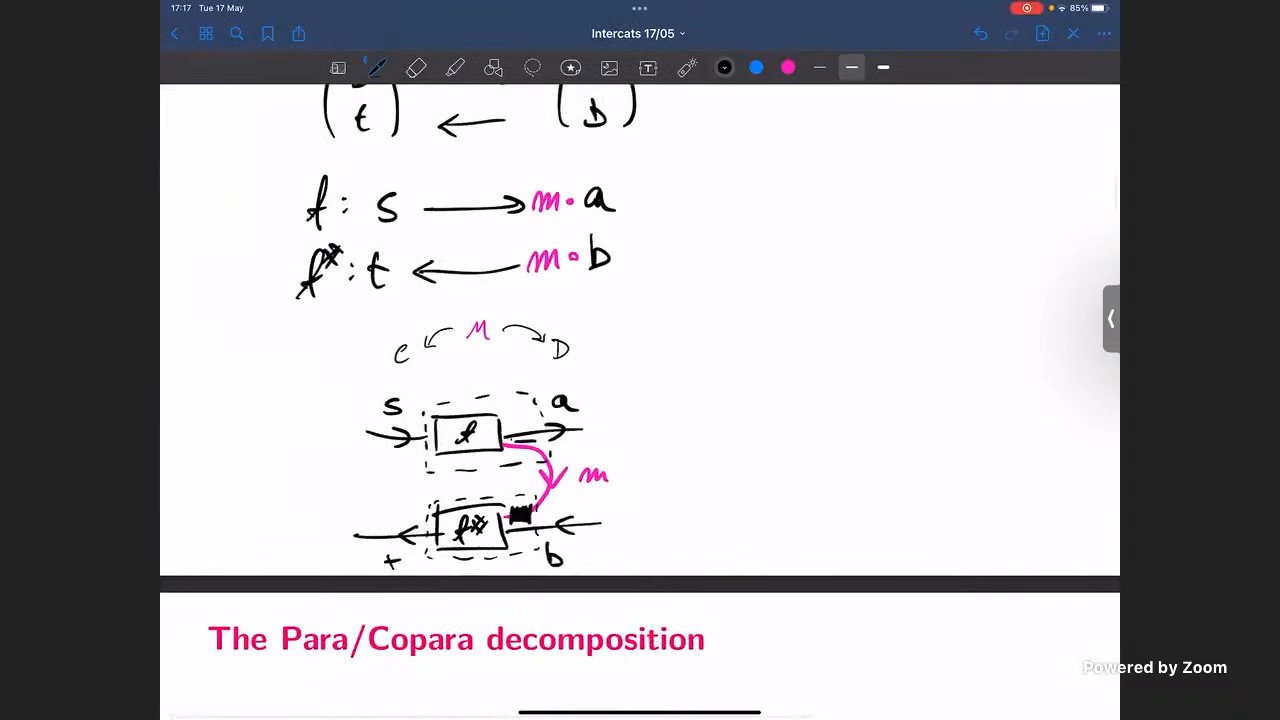 17:17 Tue 17 May
85%
Intercats 17/05
t b
f : s → m • a
f* : t ← m • b
M
C D
s a
f
m
f*
t b
The Para/Copara decomposition
Powered by Zoom